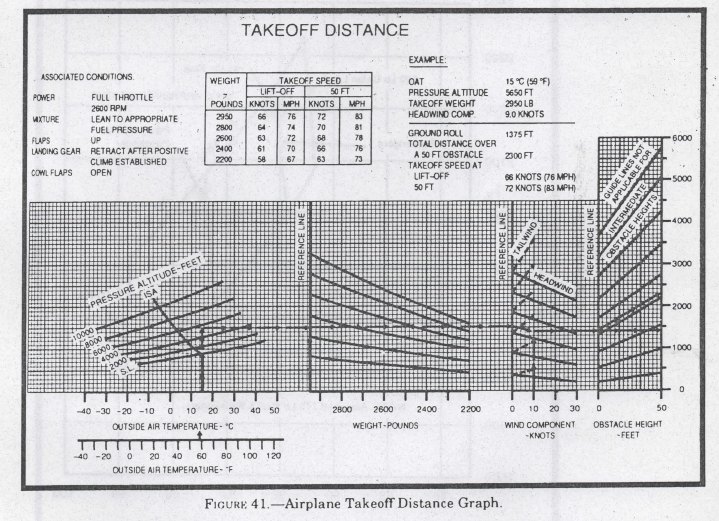 TAKEOFF DISTANCE
ASSOCIATED CONDITIONS.
POWER FULL THROTTLE
2600 RPM
MIXTURE LEAN TO APPROPRIATE
FUEL PRESSURE
FLAPS UP
LANDING GEAR RETRACT AFTER POSITIVE
CLIMB ESTABLISHED
COWL FLAPS OPEN
WEIGHT TAKEOFF SPEED
LIFT-OFF 50 FT
POUNDS KNOTS MPH KNOTS MPH
2950 66 76 72 83
2800 64 74 70 81
2600 63 72 68 78
2400 61 70 66 76
2200 58 67 63 73
EXAMPLE:
OAT 15 °C (59 °F)
PRESSURE ALTITUDE 5650 FT
TAKEOFF WEIGHT 2950 LB
HEADWIND COMP. 9.0 KNOTS
GROUND ROLL 1375 FT
TOTAL DISTANCE OVER
A 50 FT OBSTACLE 2300 FT
TAKEOFF SPEED AT
LIFT-OFF 66 KNOTS (76 MPH)
50 FT 72 KNOTS (83 MPH)
PRESSURE ALTITUDE-FEET
ISA
10000
8000
6000
4000
2000
S.L.
REFERENCE LINE
REFERENCE LINE
TAILWIND
HEADWIND
REFERENCE LINE
GUIDE LINES NOT
APPLICABLE FOR
INTERMEDIATE
OBSTACLE HEIGHTS
6000
5000
4000
3000
2000
1000
0
-40 -30 -20 -10 0 10 20 30 40 50
OUTSIDE AIR TEMPERATURE- °C
-40 -20 0 20 40 60 80 100 120
OUTSIDE AIR TEMPERATURE- °F
2800 2600 2400 2200
WEIGHT-POUNDS
0 10 20 30
WIND COMPONENT
-KNOTS
0 50
OBSTACLE HEIGHT
-FEET
FIGURE 41.—Airplane Takeoff Distance Graph.